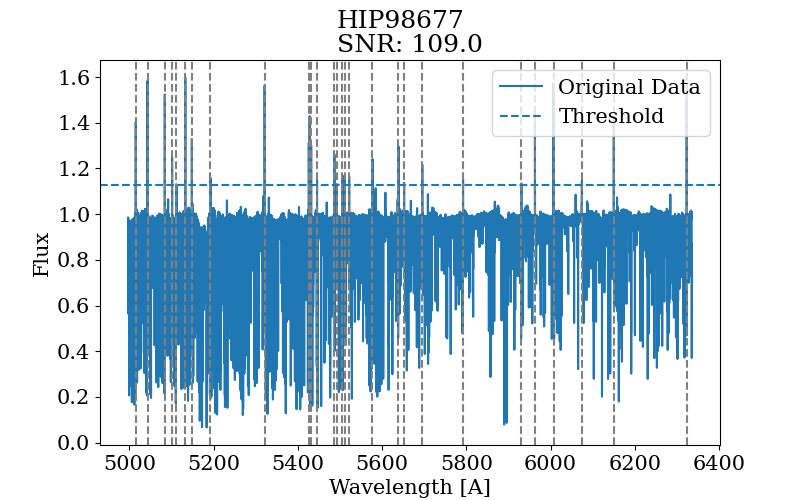 HIP98677
SNR: 109.0
Original Data
Threshold
Flux
1.6
1.4
1.2
1.0
0.8
0.6
0.4
0.2
0.0
5000 5200 5400 5600 5800 6000 6200 6400
Wavelength [A]